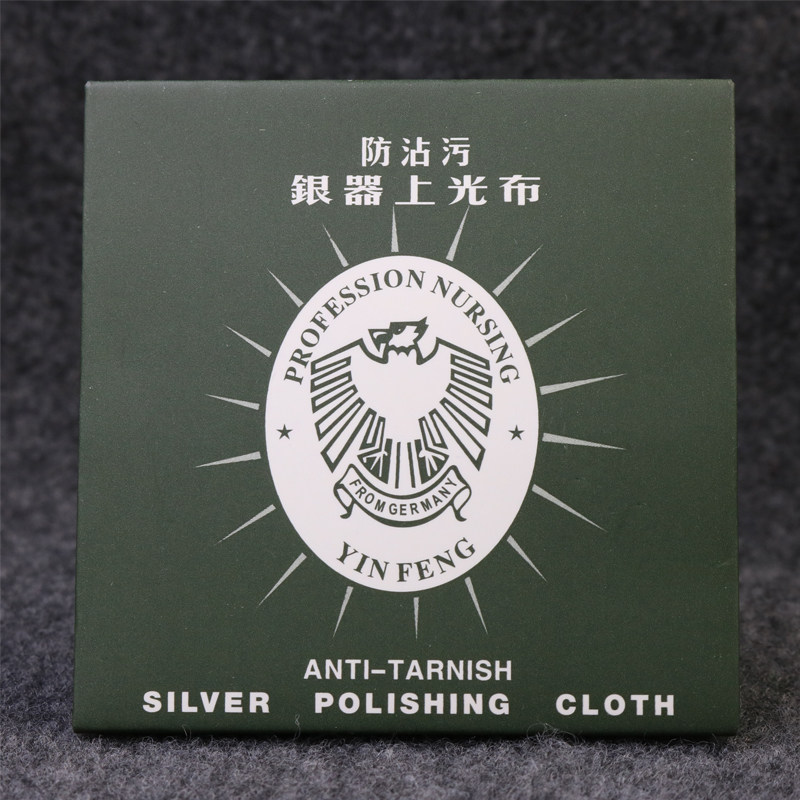 防沾污
銀器上光布
PROFESSION NURSING
FROM GERMANY
YIN FENG
ANTI-TARNISH
SILVER POLISHING CLOTH